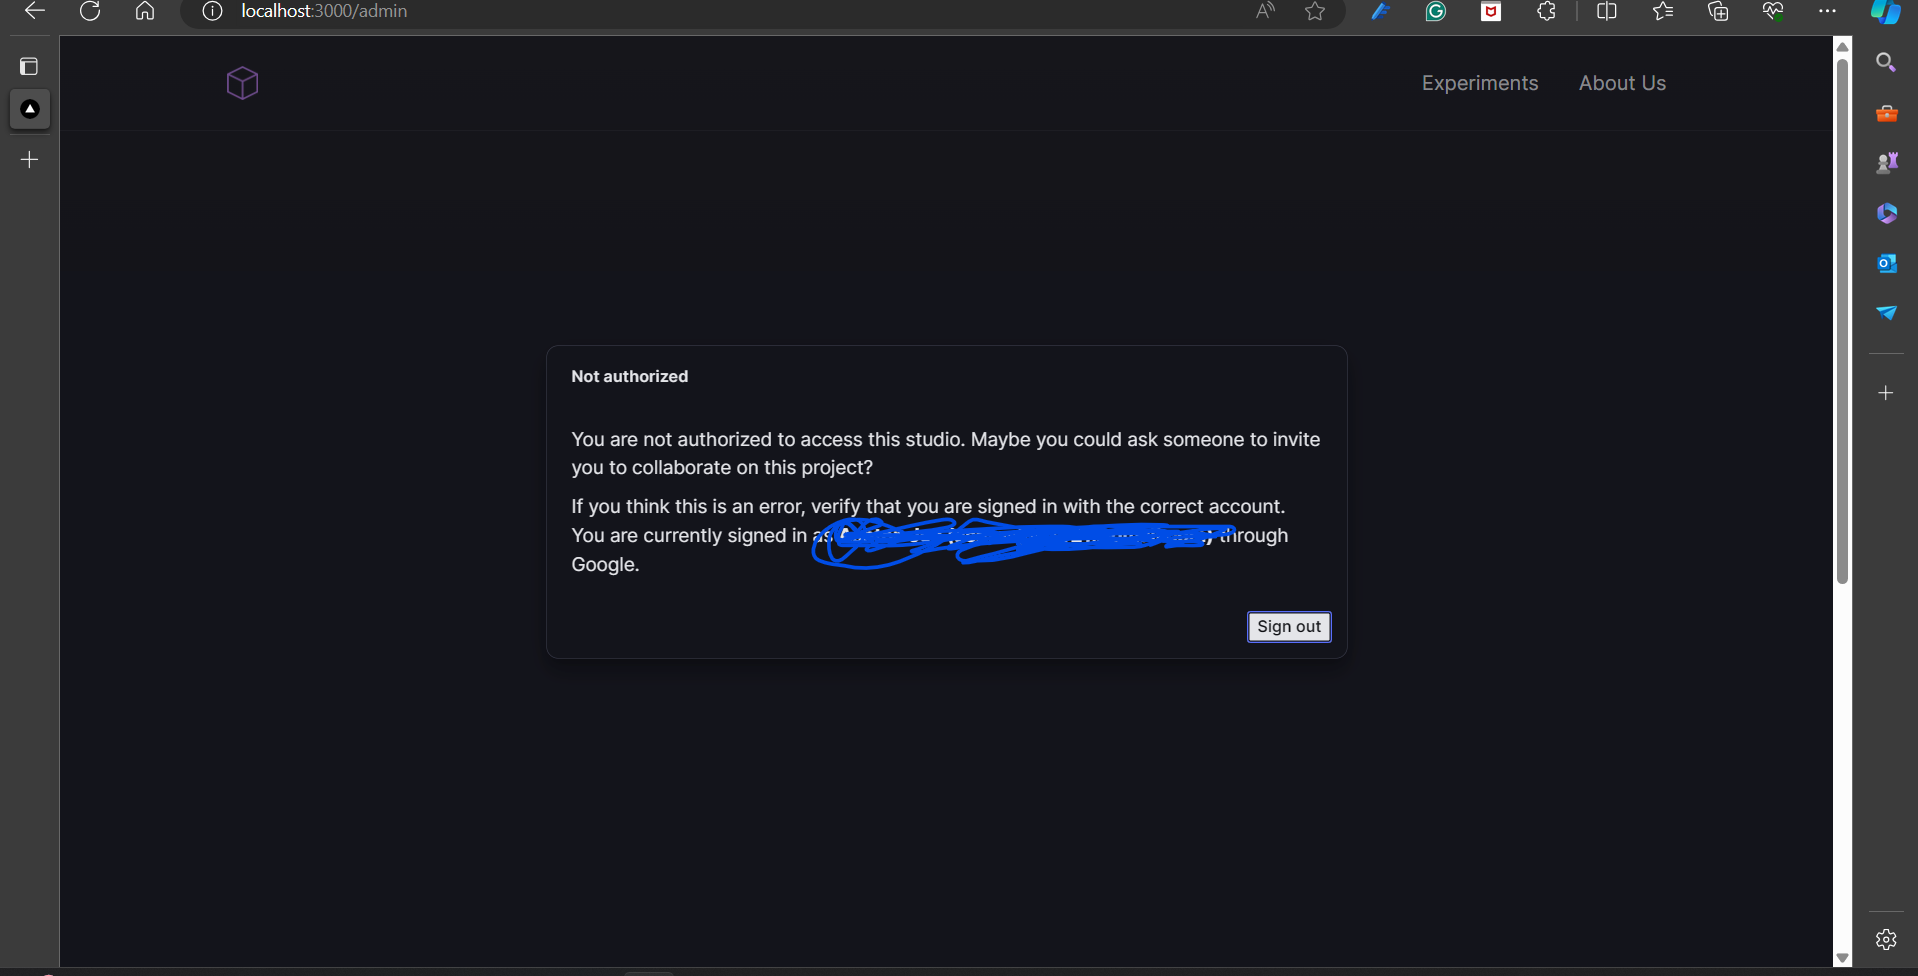 localhost:3000/admin
Experiments About Us
Not authorized
You are not authorized to access this studio. Maybe you could ask someone to invite
you to collaborate on this project?
If you think this is an error, verify that you are signed in with the correct account.
You are currently signed in as through
Google.
Sign out